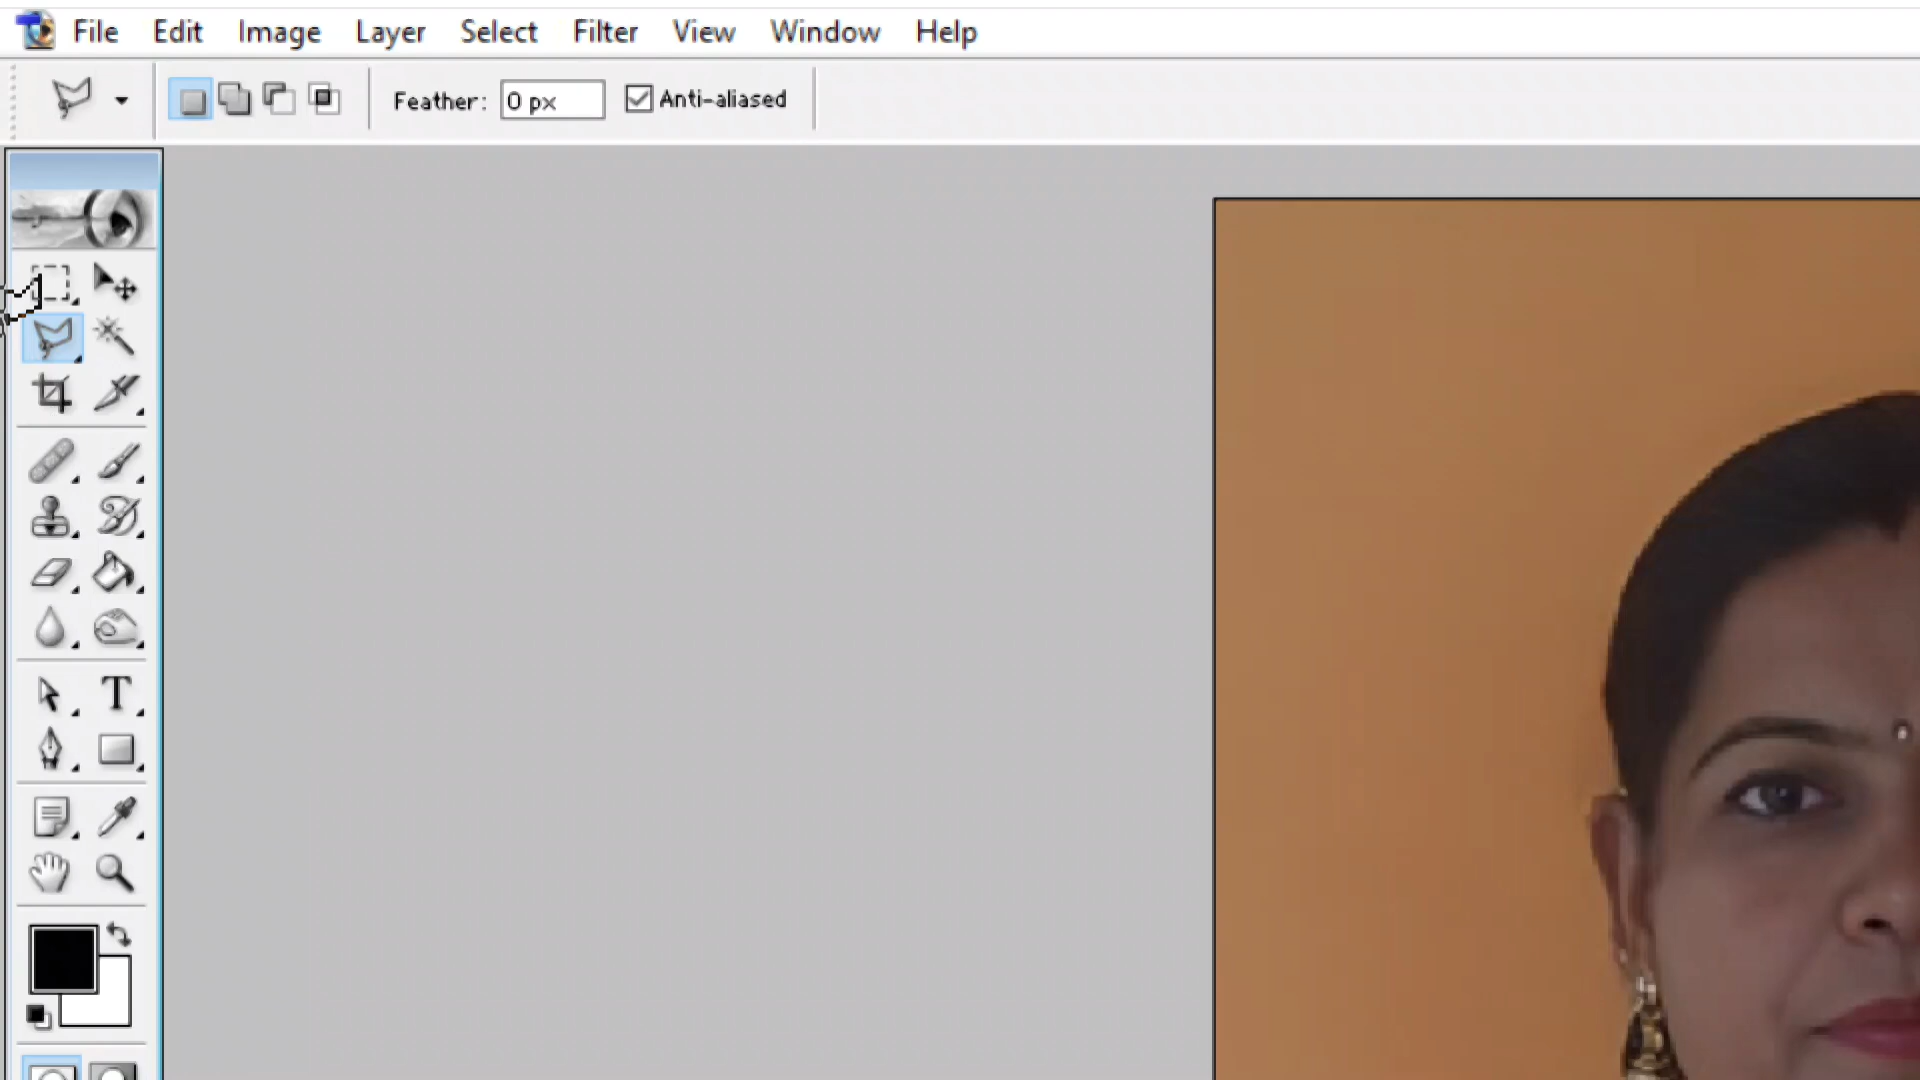 File Edit Image Layer Select Filter View Window Help
Feather: 0 px Anti-aliased
T